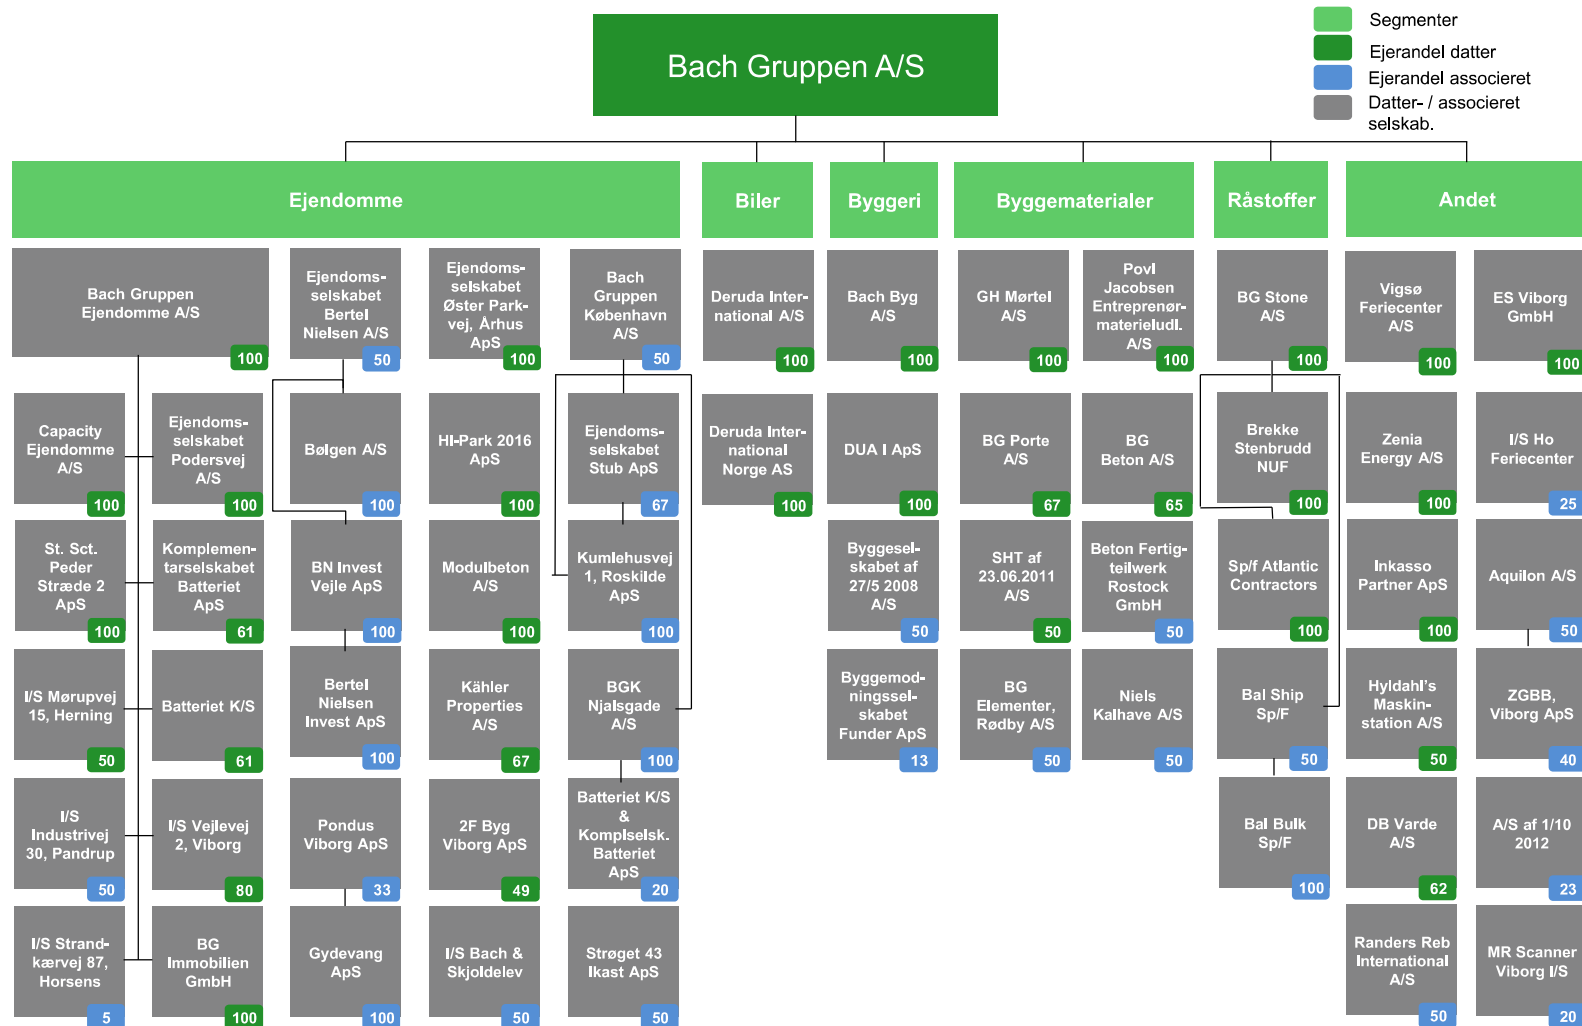 Bach Gruppen A/S
Segmenter
Ejerandel datter
Ejerandel associeret
Datter- / associeret
selskab.
Ejendomme
Biler
Byggeri
Byggematerialer
Råstoffer
Andet
Bach Gruppen
Ejendomme A/S
100
Ejendoms-
selskabet
Bertel
Nielsen A/S
50
Ejendoms-
selskabet
Øster Park-
vej, Århus
ApS
100
Bach
Gruppen
København
A/S
50
Deruda Inter-
national A/S
100
Bach Byg
A/S
100
GH Mørtel
A/S
100
Povl
Jacobsen
Entreprenør-
materieludl.
A/S
100
BG Stone
A/S
100
Vigsø
Feriecenter
A/S
100
ES Viborg
GmbH
100
Capacity
Ejendomme
A/S
100
Ejendoms-
selskabet
Podersvej
A/S
100
Bølgen A/S
100
HI-Park 2016
ApS
100
Ejendoms-
selskabet
Stub ApS
67
Deruda Inter-
national
Norge AS
100
DUA I ApS
100
BG Porte
A/S
67
BG
Beton A/S
65
Brekke
Stenbrudd
NUF
100
Zenia
Energy A/S
100
I/S Ho
Feriecenter
25
St. Sct.
Peder
Stræde 2
ApS
100
Komplemen-
tarselskabet
Batteriet
ApS
61
BN Invest
Vejle ApS
100
Modulbeton
A/S
100
Kumlehusvej
1, Roskilde
ApS
100
Byggesel-
skabet af
27/5 2008
A/S
50
SHT af
23.06.2011
A/S
50
Beton Fertig-
teilwerk
Rostock
GmbH
50
Sp/f Atlantic
Contractors
100
Inkasso
Partner ApS
100
Aquilon A/S
50
I/S Mørupvej
15, Herning
50
Batteriet K/S
61
Bertel
Nielsen
Invest ApS
100
Kähler
Properties
A/S
67
BGK
Njalsgade
A/S
100
Byggemod-
ningssel-
skabet
Funder ApS
13
BG
Elementer,
Rødby A/S
50
Niels
Kalhave A/S
50
Bal Ship
Sp/F
50
Hyldahl's
Maskin-
station A/S
50
ZGBB,
Viborg ApS
40
I/S
Industrivej
30, Pandrup
50
I/S Vejlevej
2, Viborg
80
Pondus
Viborg ApS
33
2F Byg
Viborg ApS
49
Batteriet K/S
&
Komplselsk.
Batteriet
ApS
20
Bal Bulk
Sp/F
100
DB Varde
A/S
62
A/S af 1/10
2012
23
I/S Strand-
kærvej 87,
Horsens
5
BG
Immobilien
GmbH
100
Gydevang
ApS
100
I/S Bach &
Skjoldelev
50
Strøget 43
Ikast ApS
50
Randers Reb
International
A/S
50
MR Scanner
Viborg I/S
20